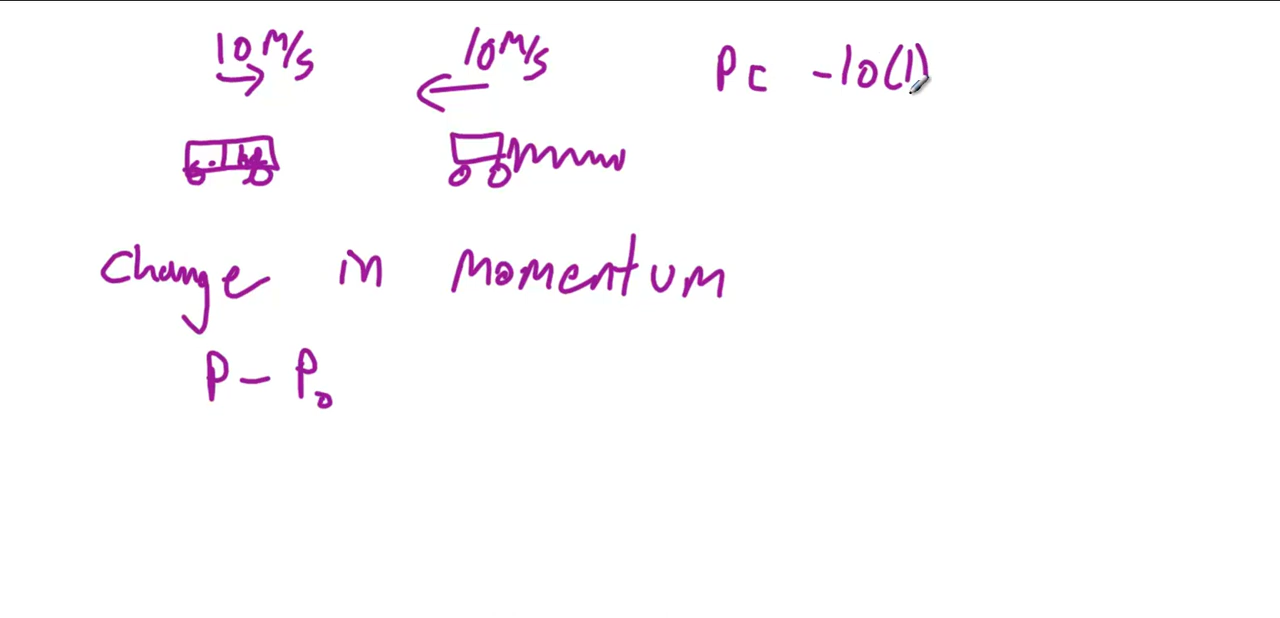 10 M/S
10 M/S
P = -10(1)
Change in Momentum
P - P₀